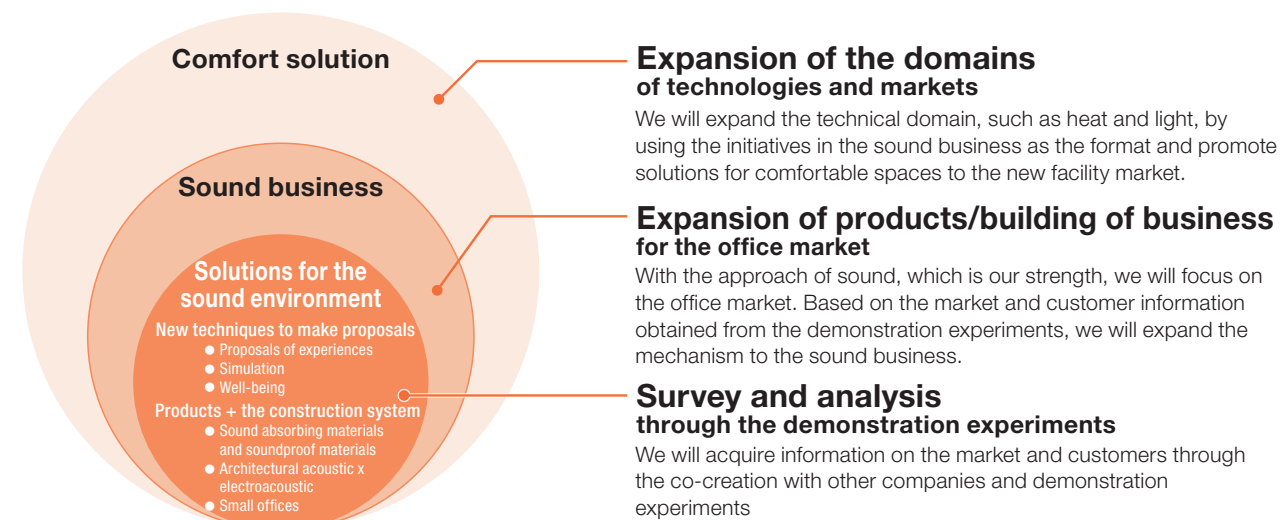 Comfort solution
Sound business
Solutions for the
sound environment
New techniques to make proposals
● Proposals of experiences
● Simulation
● Well-being
Products + the construction system
● Sound absorbing materials
and soundproof materials
● Architectural acoustic x
electroacoustic
● Small offices
Expansion of the domains
of technologies and markets
We will expand the technical domain, such as heat and light, by
using the initiatives in the sound business as the format and promote
solutions for comfortable spaces to the new facility market.
Expansion of products/building of business
for the office market
With the approach of sound, which is our strength, we will focus on
the office market. Based on the market and customer information
obtained from the demonstration experiments, we will expand the
mechanism to the sound business.
Survey and analysis
through the demonstration experiments
We will acquire information on the market and customers through
the co-creation with other companies and demonstration
experiments